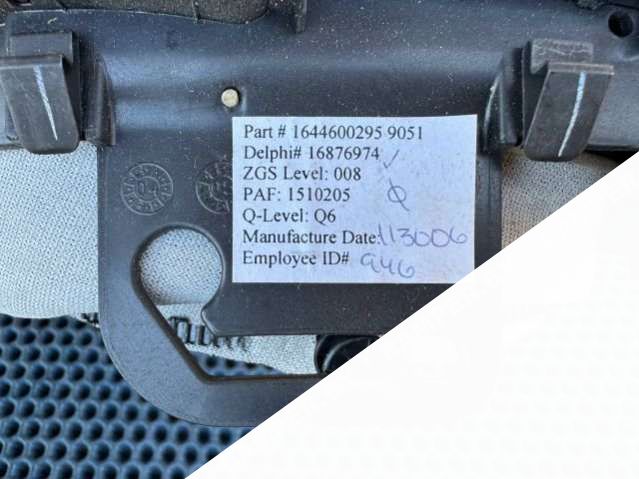 Part # 1644600295 9051
Delphi# 16876974
ZGS Level: 008
PAF: 1510205
Q-Level: Q6
Manufacture Date: 113006
Employee ID# 946